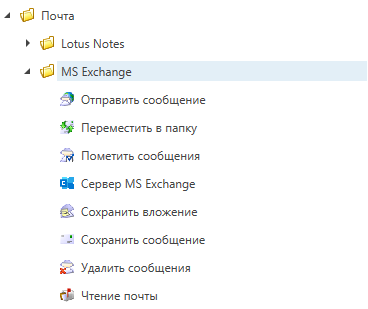 Почта
Lotus Notes
MS Exchange
Отправить сообщение
Переместить в папку
Пометить сообщения
Сервер MS Exchange
Сохранить вложение
Сохранить сообщение
Удалить сообщения
Чтение почты